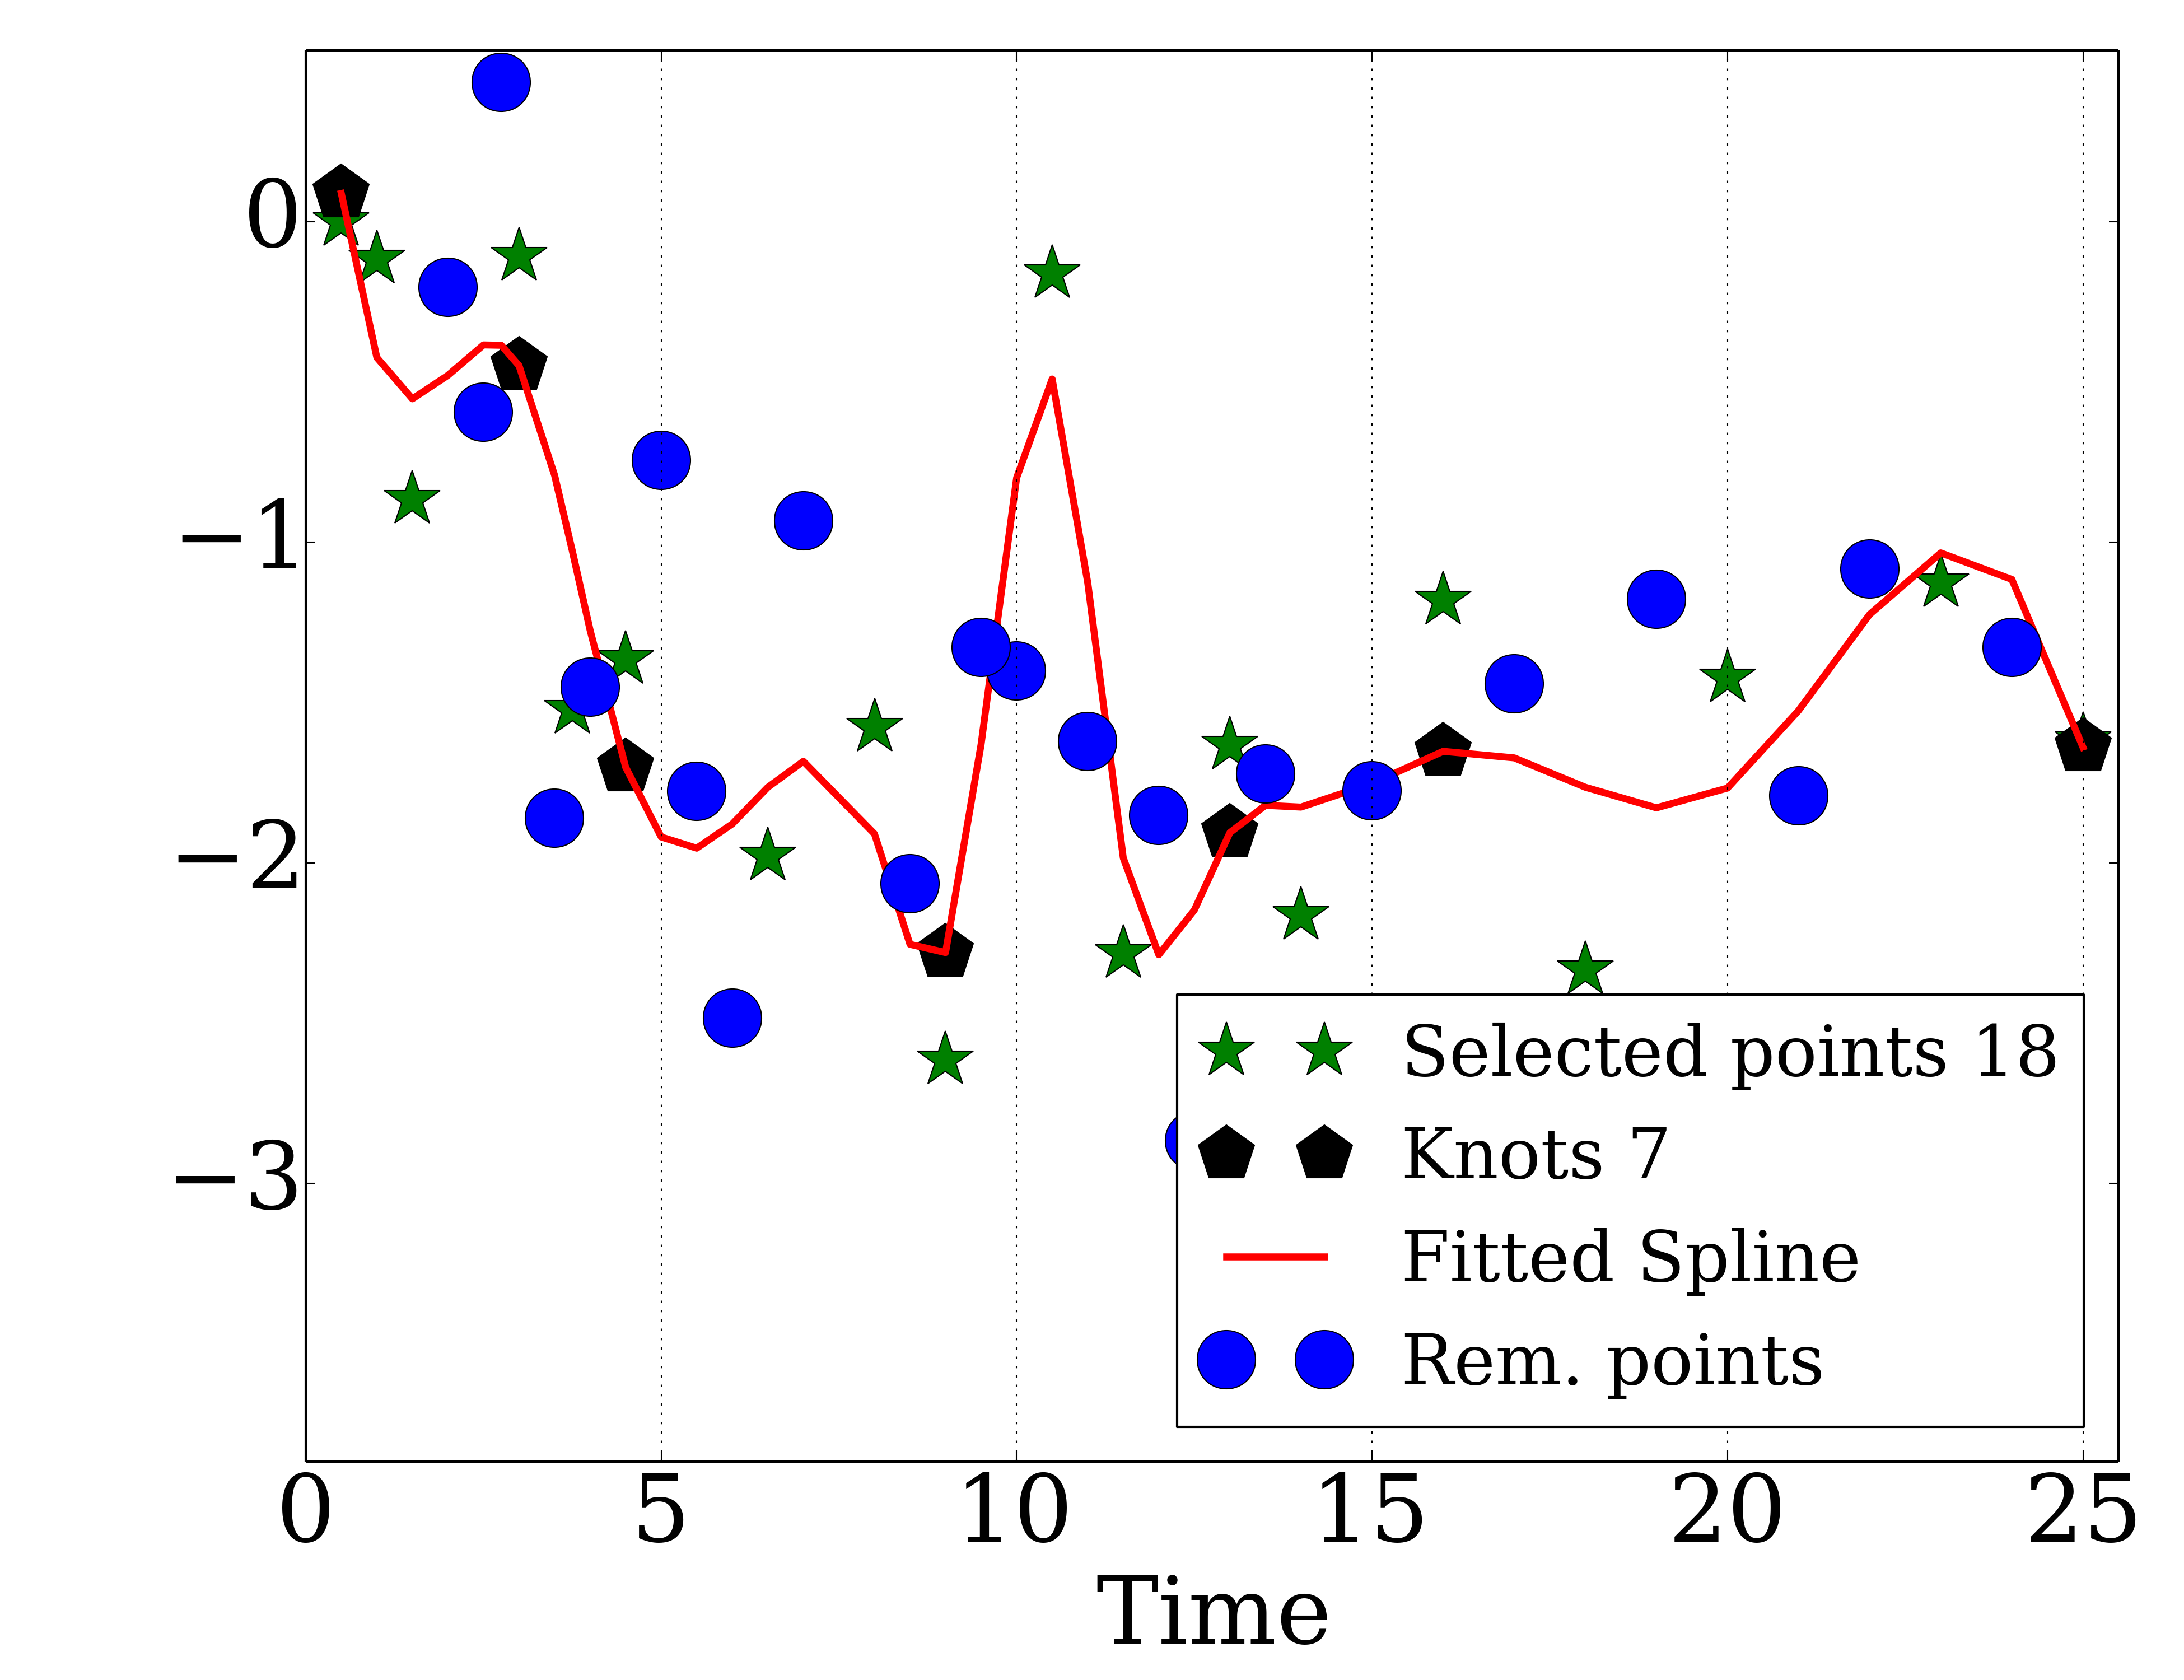 0
−1
−2
−3
Selected points 18
Knots 7
Fitted Spline
Rem. points
0 5 10 15 20 25
Time